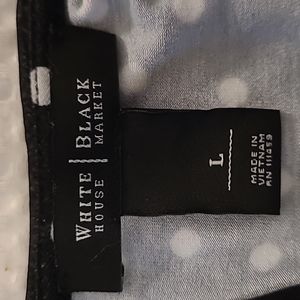 WHITE | BLACK
HOUSE | MARKET
L
MADE IN
VIETNAM
RN 111459